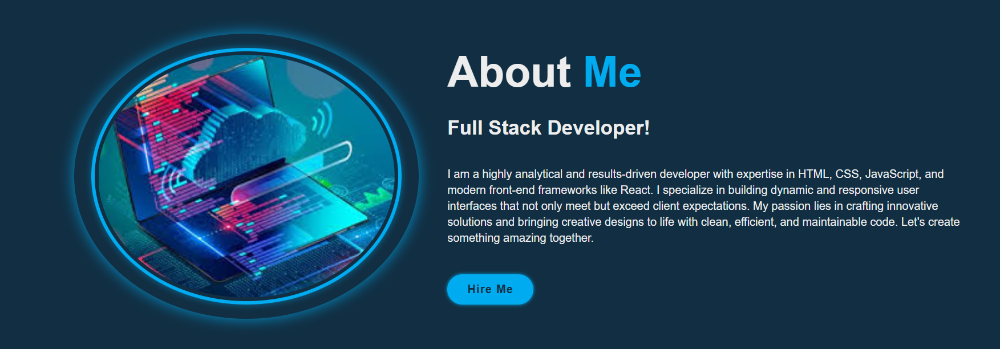 About Me
Full Stack Developer!
I am a highly analytical and results-driven developer with expertise in HTML, CSS, JavaScript, and
modern front-end frameworks like React. I specialize in building dynamic and responsive user
interfaces that not only meet but exceed client expectations. My passion lies in crafting innovative
solutions and bringing creative designs to life with clean, efficient, and maintainable code. Let's create
something amazing together.
Hire Me